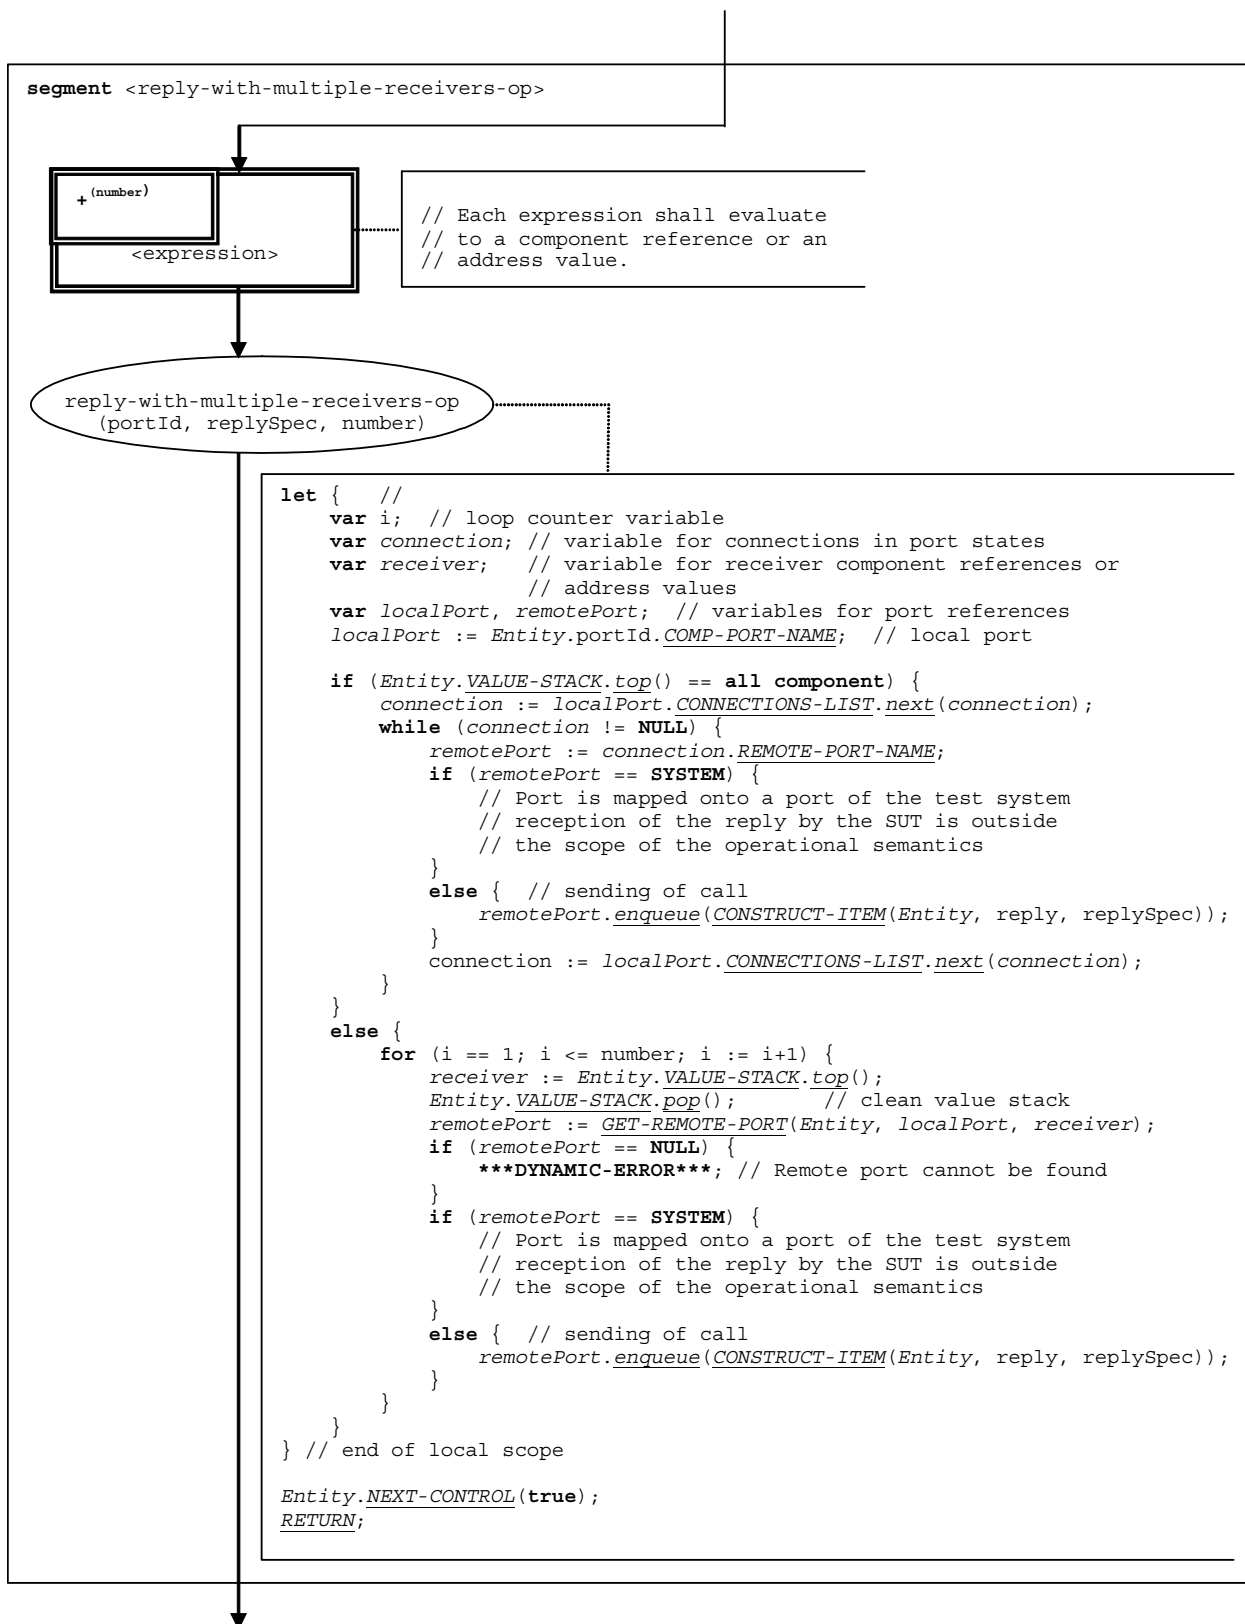 segment <reply-with-multiple-receivers-op>
+(number)
<expression>
// Each expression shall evaluate
// to a component reference or an
// address value.
reply-with-multiple-receivers-op
(portId, replySpec, number)
let {   //
    var i;  // loop counter variable
    var connection; // variable for connections in port states
    var receiver;   // variable for receiver component references or
                    // address values
    var localPort, remotePort;  // variables for port references
    localPort := Entity.portId.COMP-PORT-NAME;  // local port
    if (Entity.VALUE-STACK.top() == all component) {
        connection := localPort.CONNECTIONS-LIST.next(connection);
        while (connection != NULL) {
            remotePort := connection.REMOTE-PORT-NAME;
            if (remotePort == SYSTEM) {
                // Port is mapped onto a port of the test system
                // reception of the reply by the SUT is outside
                // the scope of the operational semantics
            }
            else {  // sending of call
                remotePort.enqueue(CONSTRUCT-ITEM(Entity, reply, replySpec));
            }
            connection := localPort.CONNECTIONS-LIST.next(connection);
        }
    }
    else {
        for (i == 1; i <= number; i := i+1) {
            receiver := Entity.VALUE-STACK.top();
            Entity.VALUE-STACK.pop();       // clean value stack
            remotePort := GET-REMOTE-PORT(Entity, localPort, receiver);
            if (remotePort == NULL) {
                ***DYNAMIC-ERROR***; // Remote port cannot be found
            }
            if (remotePort == SYSTEM) {
                // Port is mapped onto a port of the test system
                // reception of the reply by the SUT is outside
                // the scope of the operational semantics
            }
            else {  // sending of call
                remotePort.enqueue(CONSTRUCT-ITEM(Entity, reply, replySpec));
            }
        }
    }
} // end of local scope
Entity.NEXT-CONTROL(true);
RETURN;